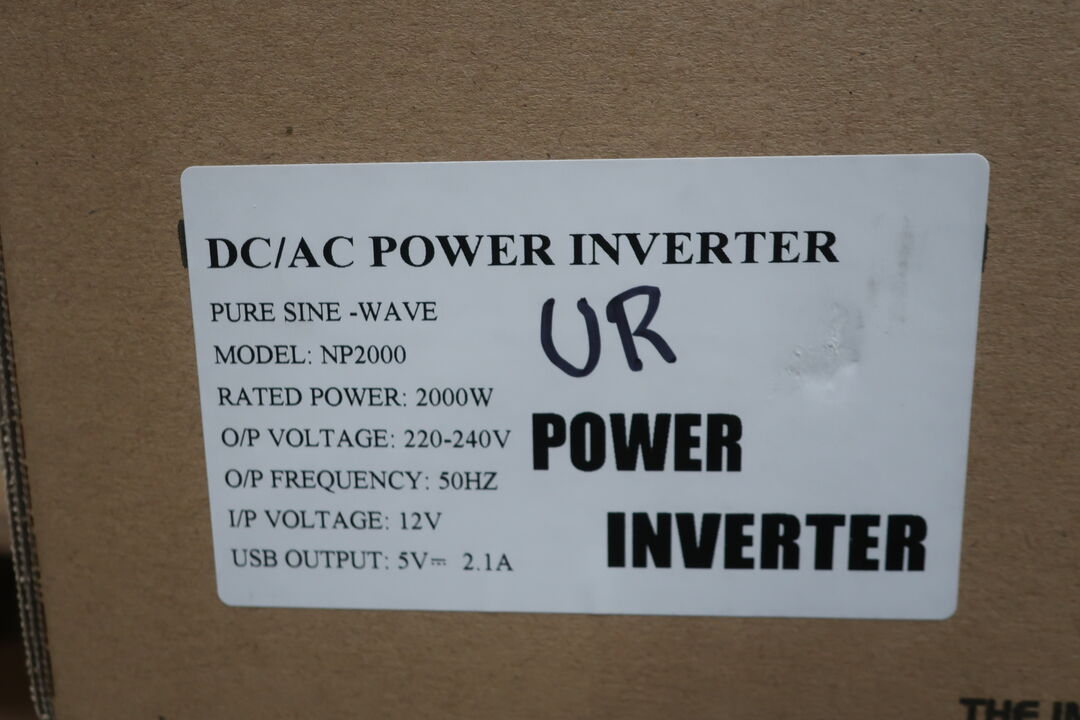 DC/AC POWER INVERTER
PURE SINE -WAVE
MODEL: NP2000
RATED POWER: 2000W
O/P VOLTAGE: 220-240V
O/P FREQUENCY: 50HZ
I/P VOLTAGE: 12V
USB OUTPUT: 5V⎓ 2.1A
UR
POWER
INVERTER
THE